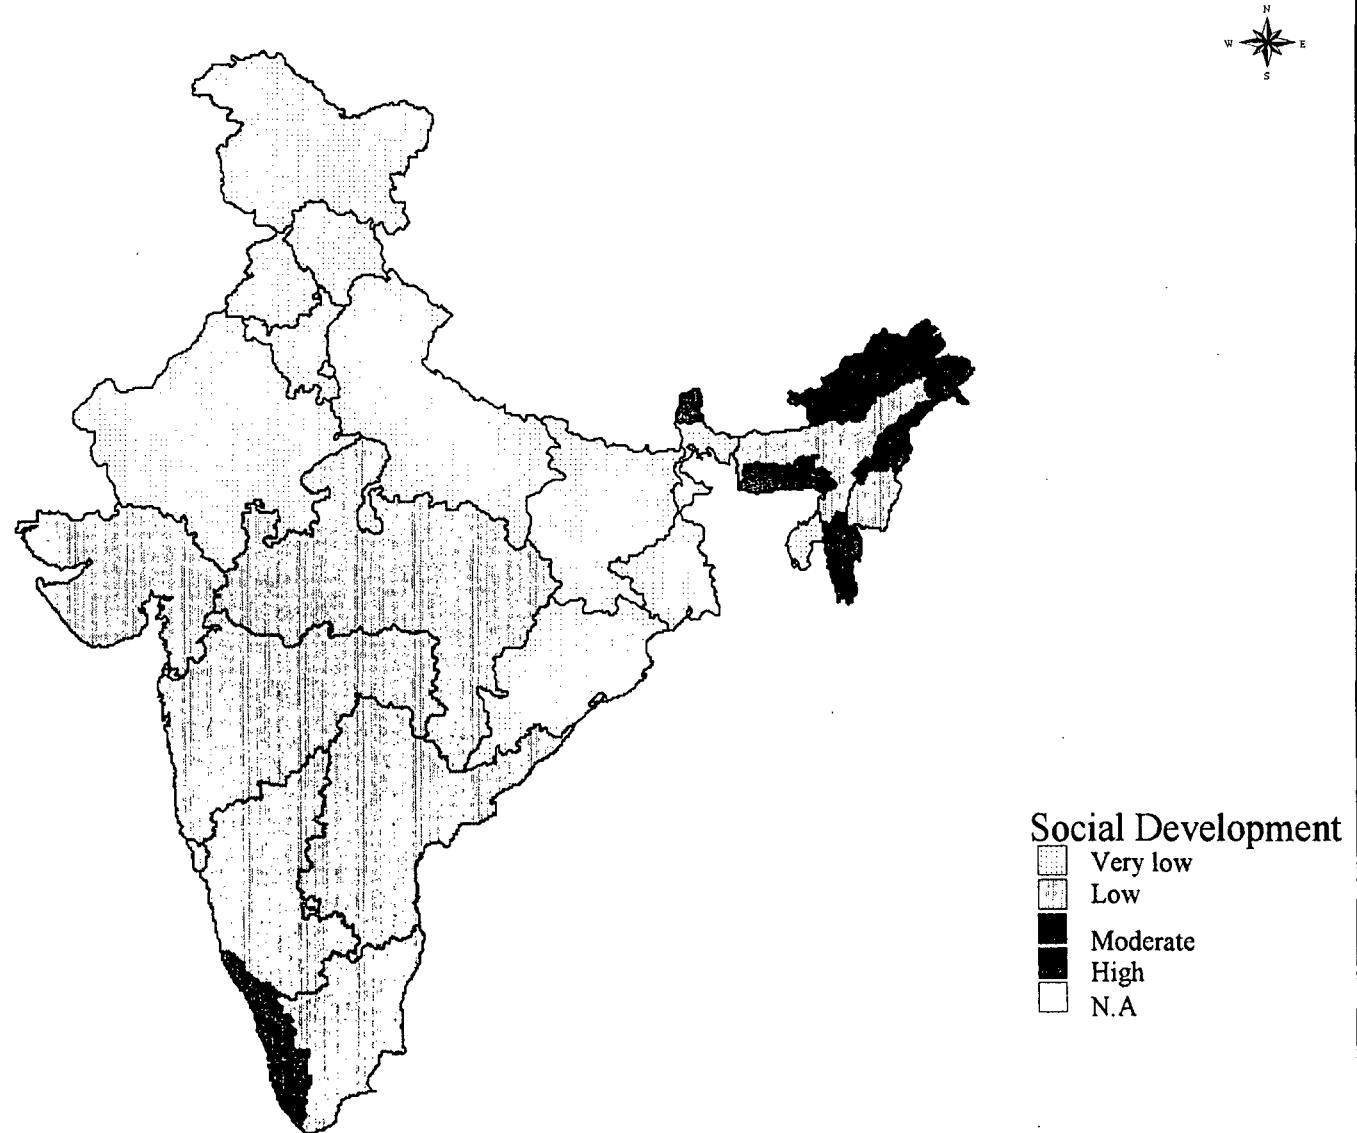 N
W E
S
Social Development
Very low
Low
Moderate
High
N.A